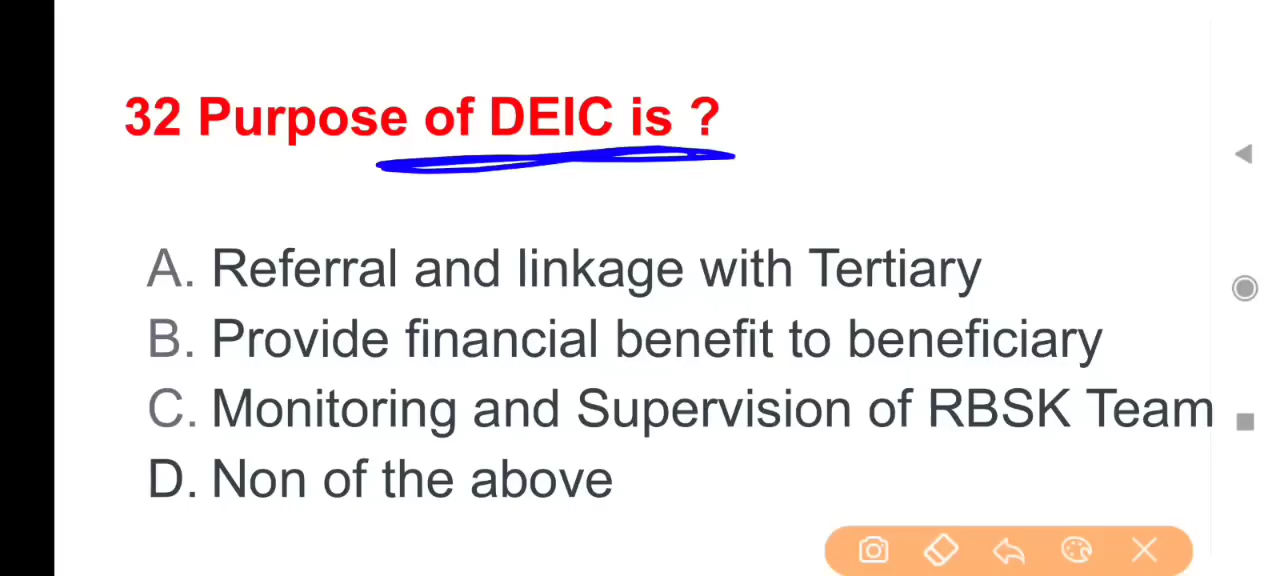 32 Purpose of DEIC is ?
A. Referral and linkage with Tertiary
B. Provide financial benefit to beneficiary
C. Monitoring and Supervision of RBSK Team
D. Non of the above